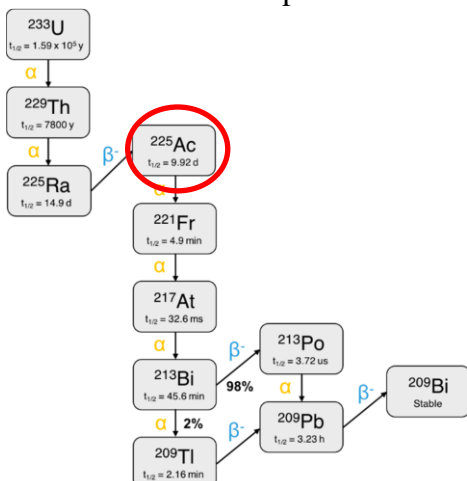 ²³³U
t₁/₂ = 1.59 x 10⁵ y
α
²²⁹Th
t₁/₂ = 7800 y
α
²²⁵Ra
t₁/₂ = 14.9 d
β⁻
²²⁵Ac
t₁/₂ = 9.92 d
α
²²¹Fr
t₁/₂ = 4.9 min
α
²¹⁷At
t₁/₂ = 32.6 ms
α
²¹³Bi
t₁/₂ = 45.6 min
β⁻
98%
²¹³Po
t₁/₂ = 3.72 us
α
α
2%
²⁰⁹Tl
t₁/₂ = 2.16 min
β⁻
²⁰⁹Pb
t₁/₂ = 3.23 h
β⁻
²⁰⁹Bi
Stable